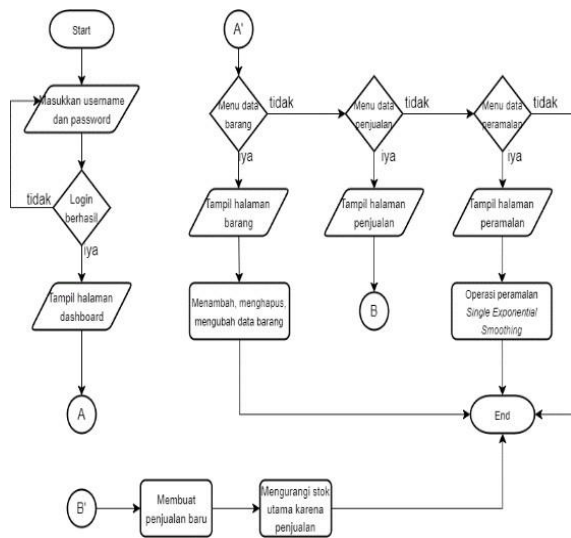 Start
Masukkan username
dan password
tidak
Login
berhasil
iya
Tampil halaman
dashboard
A
A'
Menu data
barang
tidak
iya
Menu data
penjualan
tidak
iya
Menu data
peramalan
tidak
iya
Tampil halaman
barang
Tampil halaman
penjualan
Tampil halaman
peramalan
Menambah, menghapus,
mengubah data barang
B
Operasi peramalan
Single Exponential
Smoothing
End
B'
Membuat
penjualan baru
Mengurangi stok
utama karena
penjualan